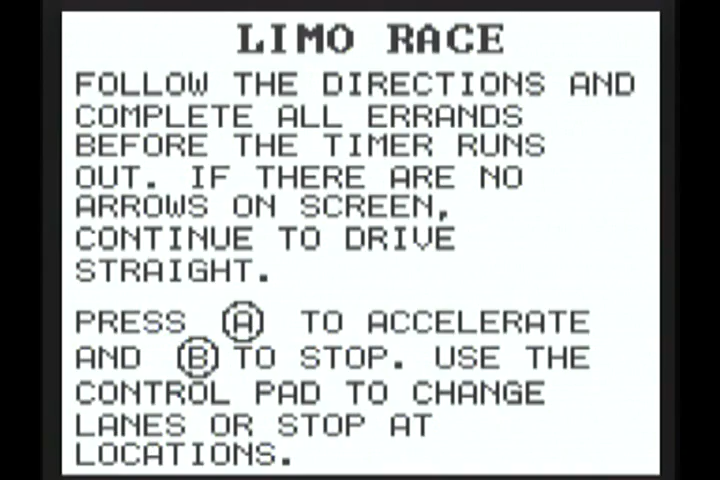 LIMO RACE
FOLLOW THE DIRECTIONS AND
COMPLETE ALL ERRANDS
BEFORE THE TIMER RUNS
OUT. IF THERE ARE NO
ARROWS ON SCREEN,
CONTINUE TO DRIVE
STRAIGHT.
PRESS A TO ACCELERATE
AND B TO STOP. USE THE
CONTROL PAD TO CHANGE
LANES OR STOP AT
LOCATIONS.